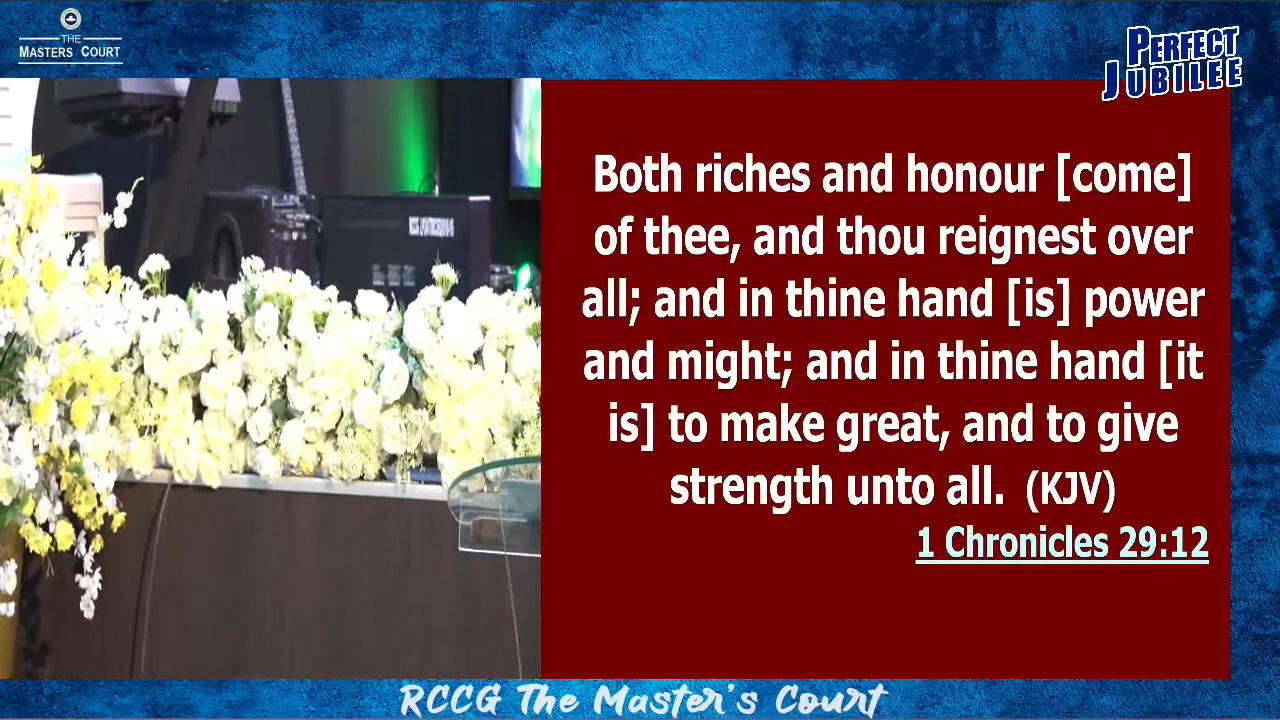 THE
MASTERS COURT
PERFECT
JUBILEE
Both riches and honour [come]
of thee, and thou reignest over
all; and in thine hand [is] power
and might; and in thine hand [it
is] to make great, and to give
strength unto all. (KJV)
1 Chronicles 29:12
RCCG The Master's Court